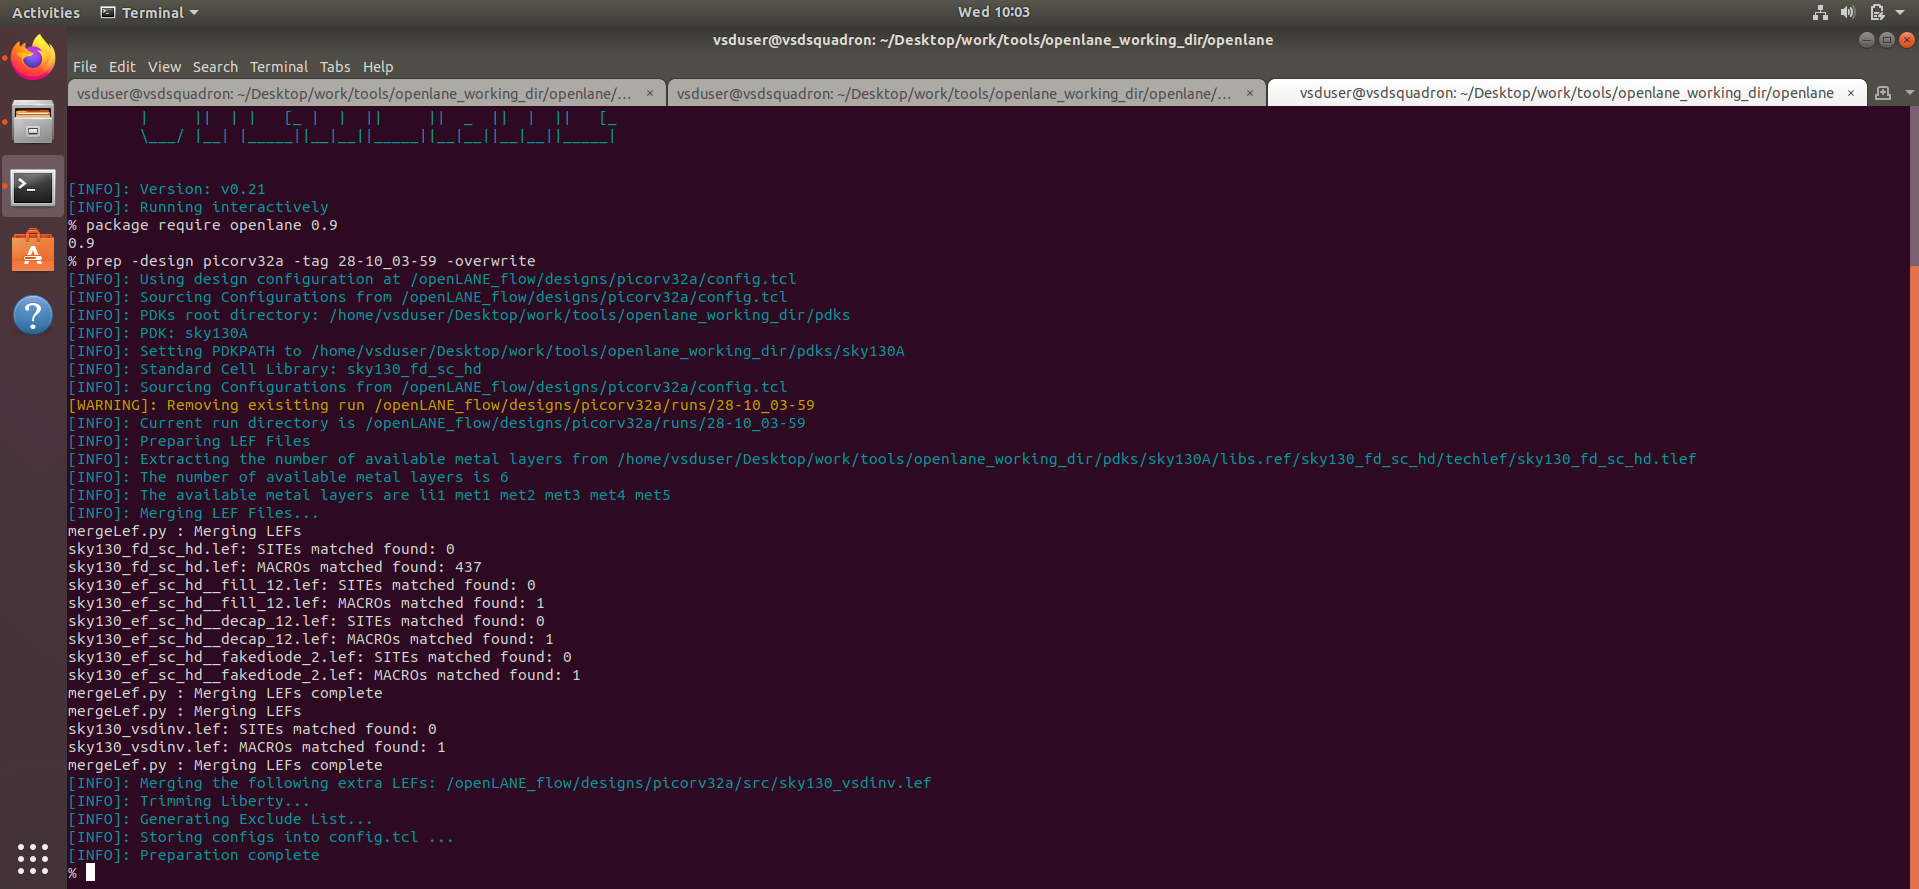 Activities
Terminal
Wed 10:03
vsduser@vsdsquadron: ~/Desktop/work/tools/openlane_working_dir/openlane
File Edit View Search Terminal Tabs Help
vsduser@vsdsquadron: ~/Desktop/work/tools/openlane_working_dir/openlane/...
vsduser@vsdsquadron: ~/Desktop/work/tools/openlane_working_dir/openlane/...
vsduser@vsdsquadron: ~/Desktop/work/tools/openlane_working_dir/openlane
[INFO]: Version: v0.21
[INFO]: Running interactively
% package require openlane 0.9
0.9
% prep -design picorv32a -tag 28-10_03-59 -overwrite
[INFO]: Using design configuration at /openLANE_flow/designs/picorv32a/config.tcl
[INFO]: Sourcing Configurations from /openLANE_flow/designs/picorv32a/config.tcl
[INFO]: PDKs root directory: /home/vsduser/Desktop/work/tools/openlane_working_dir/pdks
[INFO]: PDK: sky130A
[INFO]: Setting PDKPATH to /home/vsduser/Desktop/work/tools/openlane_working_dir/pdks/sky130A
[INFO]: Standard Cell Library: sky130_fd_sc_hd
[INFO]: Sourcing Configurations from /openLANE_flow/designs/picorv32a/config.tcl
[WARNING]: Removing exisiting run /openLANE_flow/designs/picorv32a/runs/28-10_03-59
[INFO]: Current run directory is /openLANE_flow/designs/picorv32a/runs/28-10_03-59
[INFO]: Preparing LEF Files
[INFO]: Extracting the number of available metal layers from /home/vsduser/Desktop/work/tools/openlane_working_dir/pdks/sky130A/libs.ref/sky130_fd_sc_hd/techlef/sky130_fd_sc_hd.tlef
[INFO]: The number of available metal layers is 6
[INFO]: The available metal layers are li1 met1 met2 met3 met4 met5
[INFO]: Merging LEF Files...
mergeLef.py : Merging LEFs
sky130_fd_sc_hd.lef: SITEs matched found: 0
sky130_fd_sc_hd.lef: MACROs matched found: 437
sky130_ef_sc_hd__fill_12.lef: SITEs matched found: 0
sky130_ef_sc_hd__fill_12.lef: MACROs matched found: 1
sky130_ef_sc_hd__decap_12.lef: SITEs matched found: 0
sky130_ef_sc_hd__decap_12.lef: MACROs matched found: 1
sky130_ef_sc_hd__fakediode_2.lef: SITEs matched found: 0
sky130_ef_sc_hd__fakediode_2.lef: MACROs matched found: 1
mergeLef.py : Merging LEFs complete
mergeLef.py : Merging LEFs
sky130_vsdinv.lef: SITEs matched found: 0
sky130_vsdinv.lef: MACROs matched found: 1
mergeLef.py : Merging LEFs complete
[INFO]: Merging the following extra LEFs: /openLANE_flow/designs/picorv32a/src/sky130_vsdinv.lef
[INFO]: Trimming Liberty...
[INFO]: Generating Exclude List...
[INFO]: Storing configs into config.tcl ...
[INFO]: Preparation complete
%